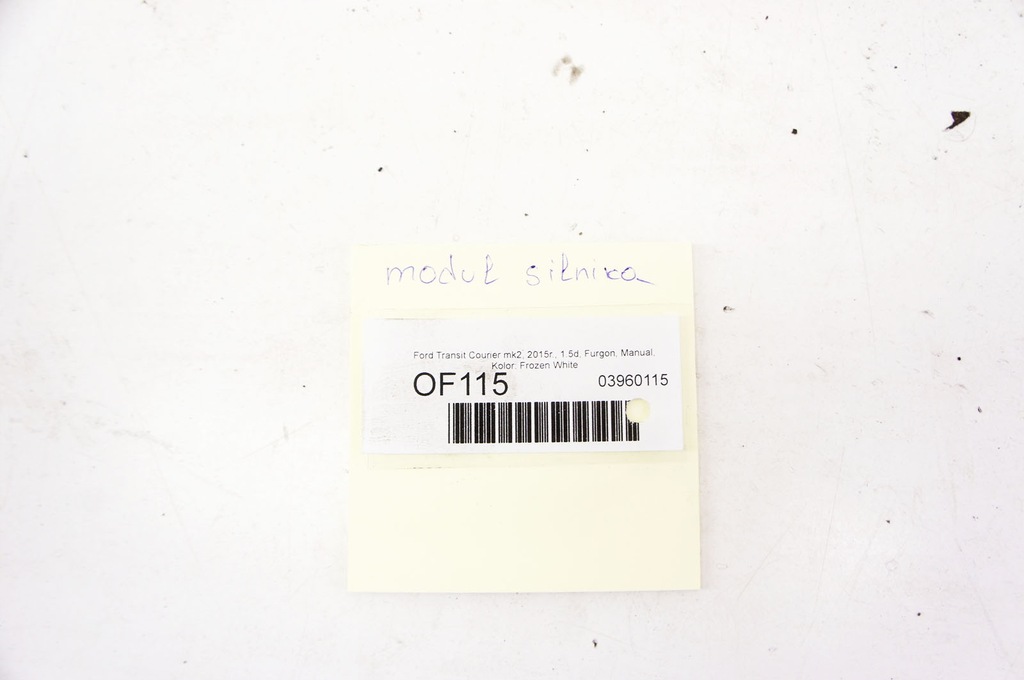 moduł silnika
Ford Transit Courier mk2, 2015r., 1.5d, Furgon, Manual,
Kolor: Frozen White
OF115
03960115